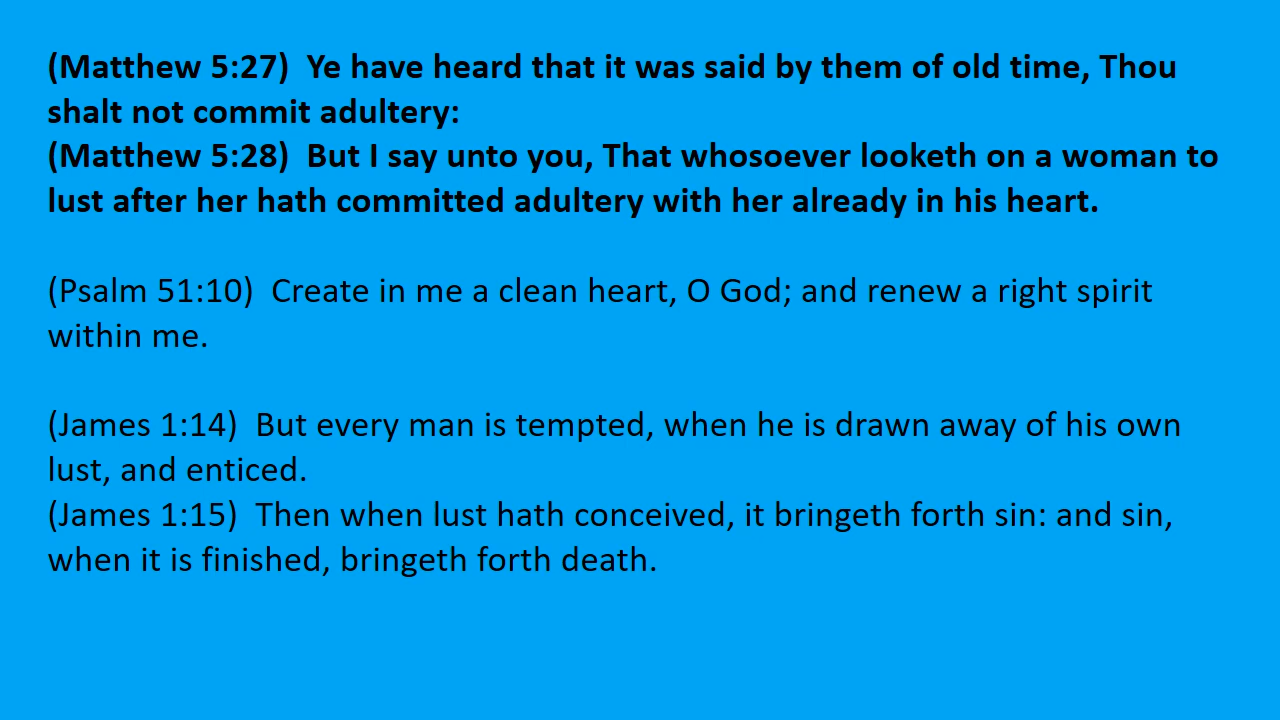 (Matthew 5:27)  Ye have heard that it was said by them of old time, Thou
shalt not commit adultery:
(Matthew 5:28)  But I say unto you, That whosoever looketh on a woman to
lust after her hath committed adultery with her already in his heart.
(Psalm 51:10)  Create in me a clean heart, O God; and renew a right spirit
within me.
(James 1:14)  But every man is tempted, when he is drawn away of his own
lust, and enticed.
(James 1:15)  Then when lust hath conceived, it bringeth forth sin: and sin,
when it is finished, bringeth forth death.